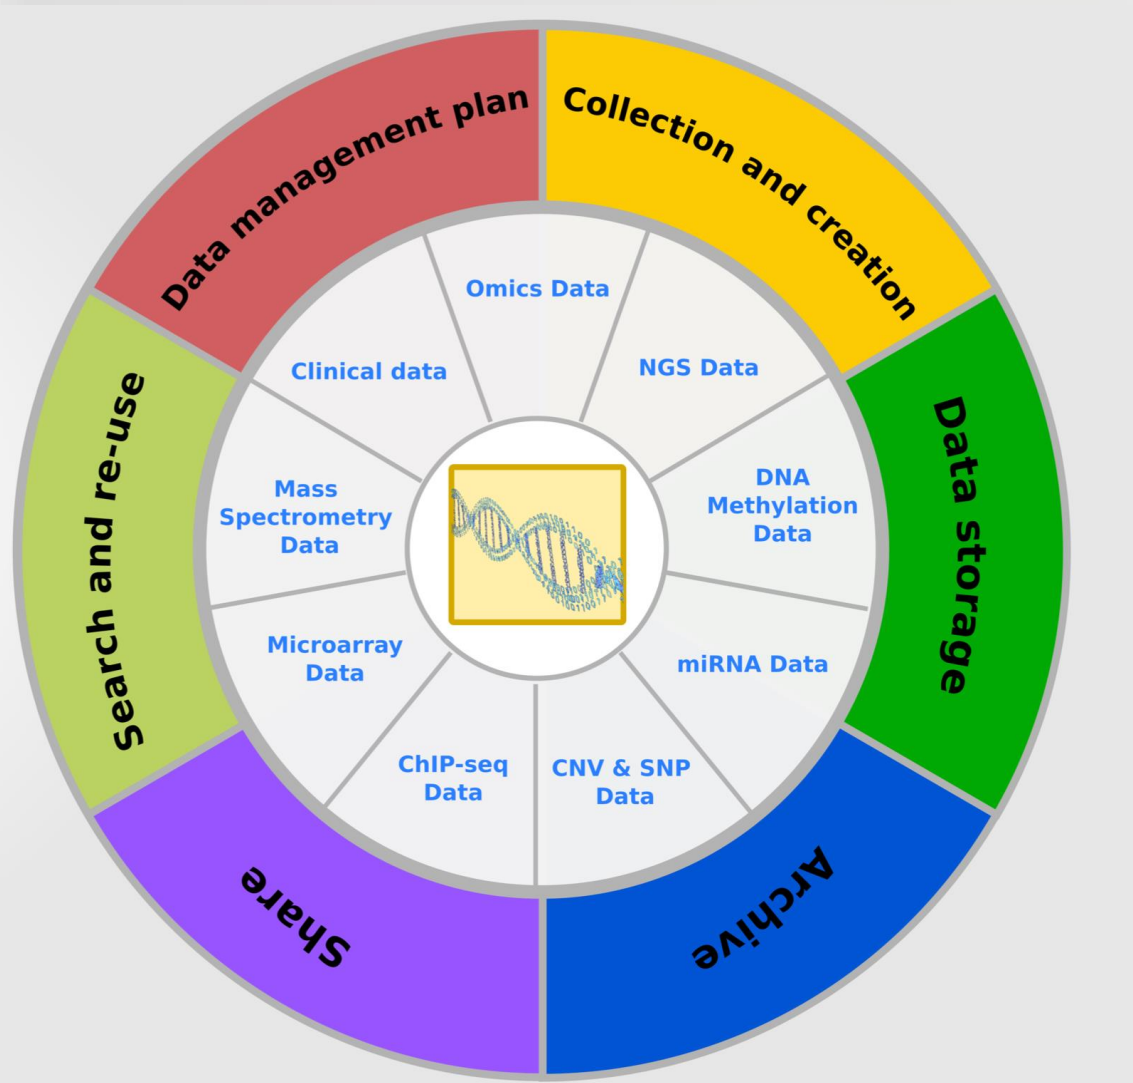 Data management plan
Collection and creation
Data storage
Archive
Share
Search and re-use
Omics Data
NGS Data
DNA
Methylation
Data
miRNA Data
CNV & SNP
Data
ChIP-seq
Data
Microarray
Data
Mass
Spectrometry
Data
Clinical data